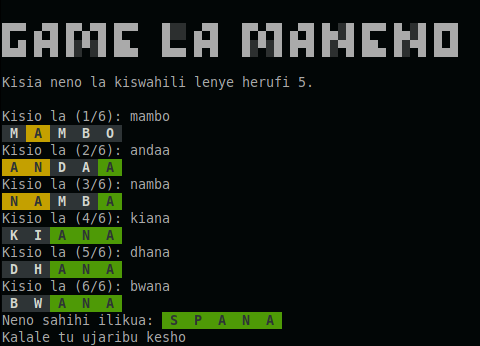 GAME LA MANENO
Kisia neno la kiswahili lenye herufi 5.
Kisio la (1/6): mambo
M A M B O
Kisio la (2/6): andaa
A N D A A
Kisio la (3/6): namba
N A M B A
Kisio la (4/6): kiana
K I A N A
Kisio la (5/6): dhana
D H A N A
Kisio la (6/6): bwana
B W A N A
Neno sahihi ilikua: S P A N A
Kalale tu ujaribu kesho